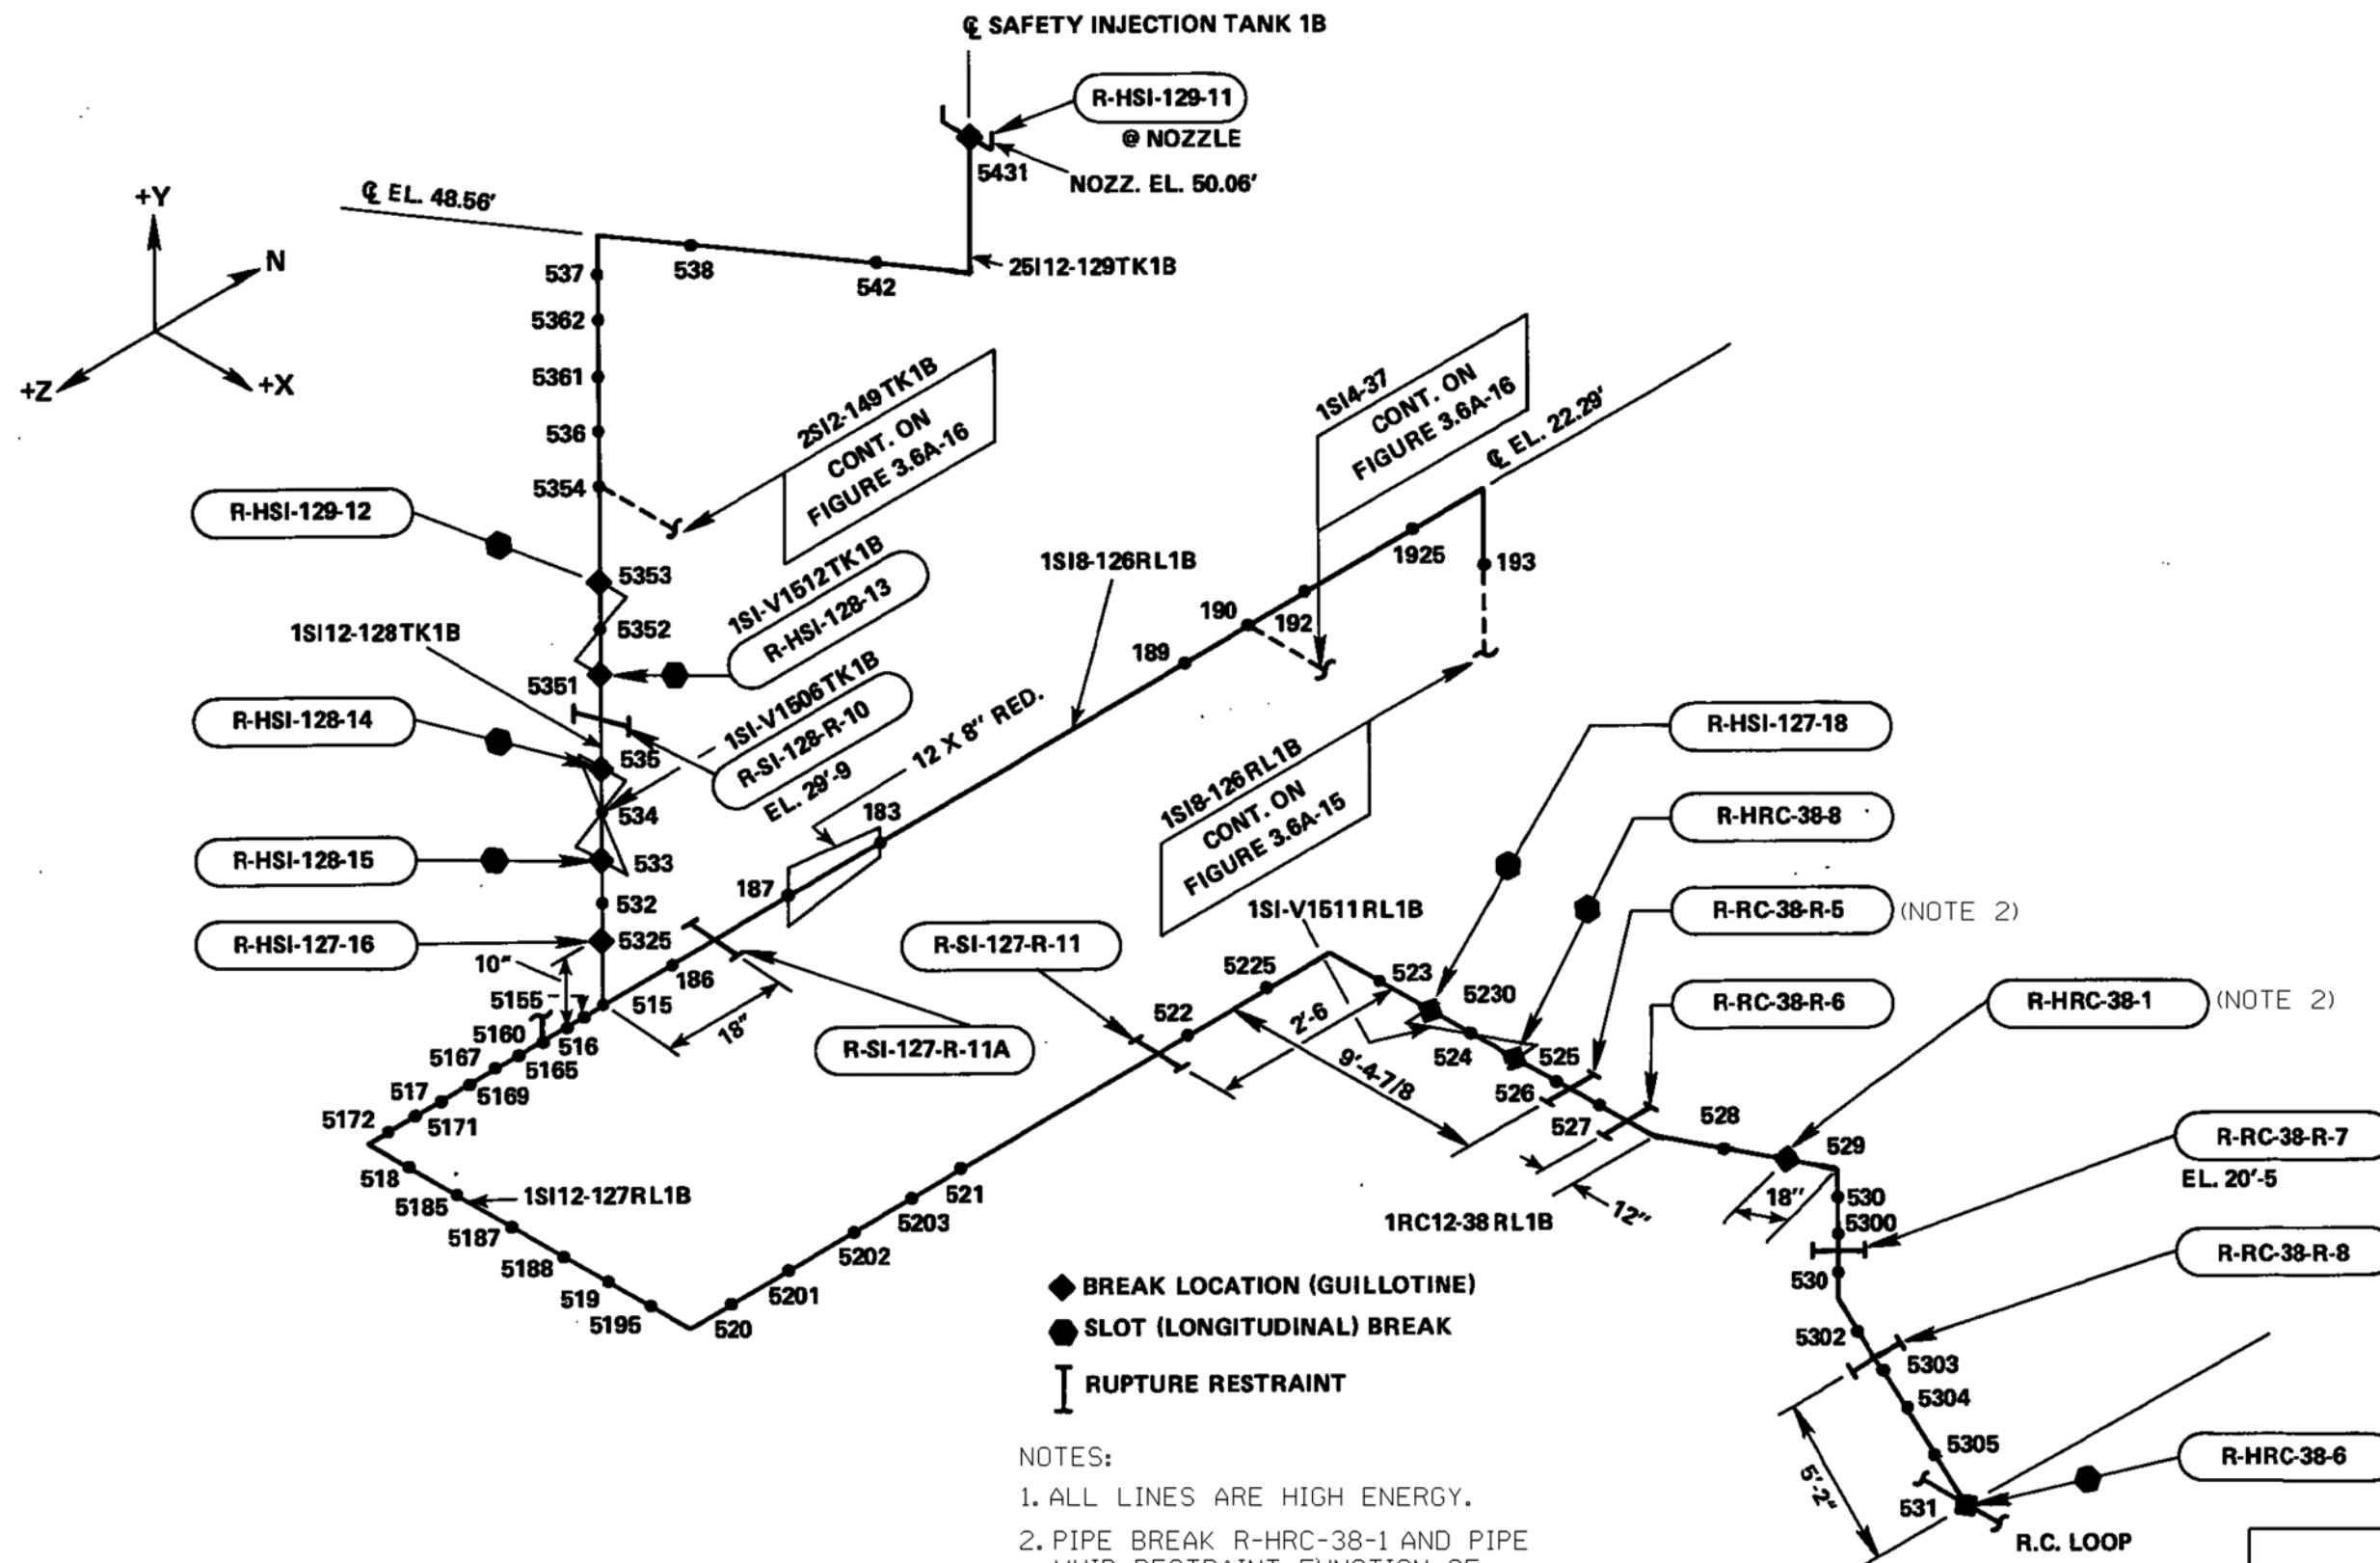 ℄ SAFETY INJECTION TANK 1B
R-HSI-129-11
@ NOZZLE
5431
NOZZ. EL. 50.06'
℄ EL. 48.56'
+Y
N
+Z
+X
537
538
542
25I12-129TK1B
5362
5361
536
5354
2SI2-149TK1B
CONT. ON
FIGURE 3.6A-16
1SI4-37
CONT. ON
FIGURE 3.6A-16
℄ EL. 22.29'
R-HSI-129-12
5353
1925
193
1SI-V1512TK1B
R-HSI-128-13
1SI8-126RL1B
190
192
189
1SI12-128TK1B
5352
5351
R-HSI-128-14
535
1SI-V1506TK1B
R-SI-128-R-10
EL. 29'-9
12 X 8" RED.
534
183
R-HSI-128-15
533
187
532
R-HSI-127-16
5325
10"
186
515
18"
R-SI-127-R-11A
R-SI-127-R-11
1SI8-126RL1B
CONT. ON
FIGURE 3.6A-15
R-HSI-127-18
R-HRC-38-8
R-RC-38-R-5
(NOTE 2)
1SI-V1511RL1B
R-RC-38-R-6
R-HRC-38-1
(NOTE 2)
5155
5160
516
5167
5165
517
5169
5172
5171
518
5185
1SI12-127RL1B
5187
5188
519
5195
520
5201
5202
5203
521
522
5225
2'-6
523
5230
524
525
9'-4-7/8
526
527
528
529
12"
18"
1RC12-38RL1B
530
5300
R-RC-38-R-7
EL. 20'-5
530
R-RC-38-R-8
5302
5303
5304
5305
5'-2"
531
R-HRC-38-6
R.C. LOOP
BREAK LOCATION (GUILLOTINE)
SLOT (LONGITUDINAL) BREAK
RUPTURE RESTRAINT
NOTES:
1. ALL LINES ARE HIGH ENERGY.
2. PIPE BREAK R-HRC-38-1 AND PIPE